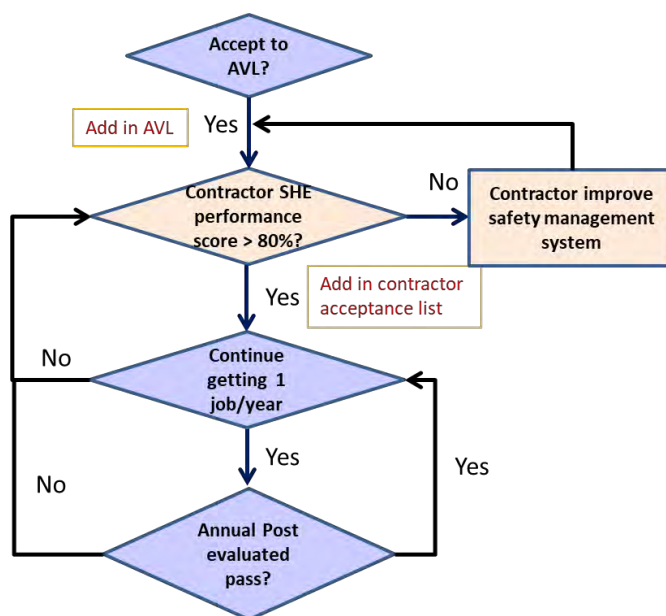 Accept to
AVL?
Add in AVL
Yes
Contractor SHE
performance
score > 80%?
No
Contractor improve
safety management
system
Yes
Add in contractor
acceptance list
No
Continue
getting 1
job/year
Yes
Yes
No
Annual Post
evaluated
pass?